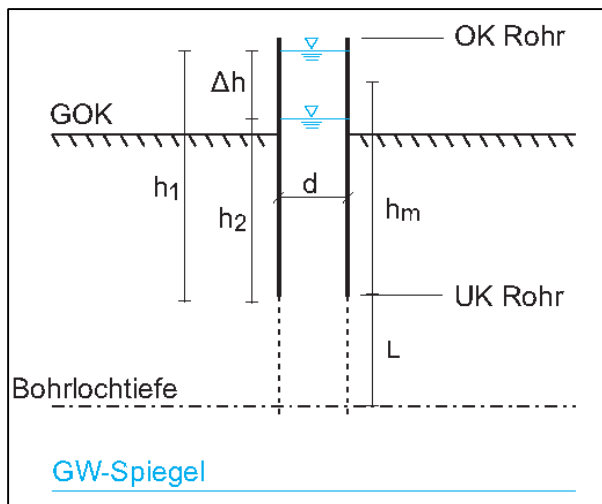 OK Rohr
Δh
GOK
h1
d
h2
hm
UK Rohr
L
Bohrlochtiefe
GW-Spiegel